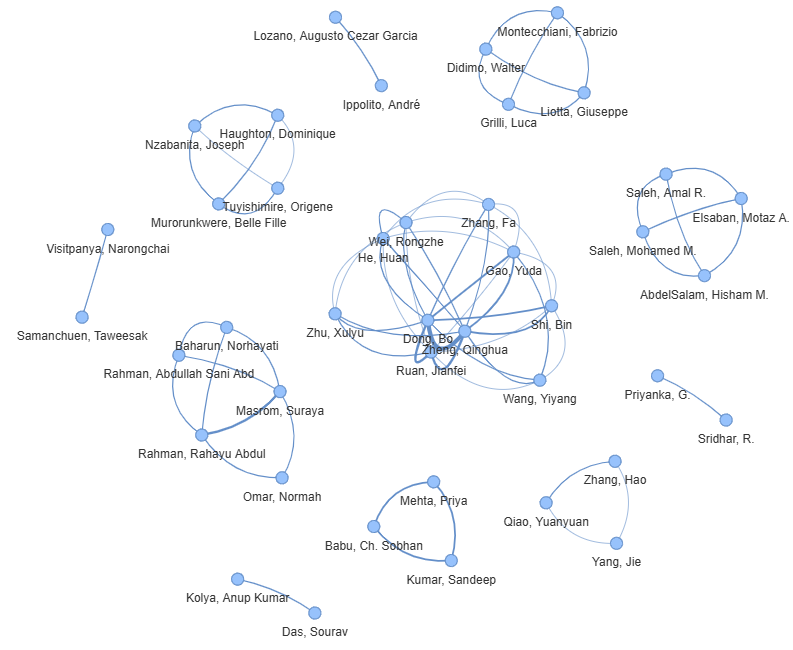 Lozano, Augusto Cezar Garcia
Ippolito, André
Montecchiani, Fabrizio
Didimo, Walter
Liotta, Giuseppe
Grilli, Luca
Haughton, Dominique
Nzabanita, Joseph
Tuyishimire, Origene
Murorunkwere, Belle Fille
Saleh, Amal R.
Elsaban, Motaz A.
Saleh, Mohamed M.
AbdelSalam, Hisham M.
Visitpanya, Narongchai
Samanchuen, Taweesak
Zhang, Fa
Wei, Rongzhe
He, Huan
Gao, Yuda
Zhu, Xulyu
Shi, Bin
Dong, Bo
Zheng, Qinghua
Ruan, Jianfei
Wang, Yiyang
Baharun, Norhayati
Rahman, Abdullah Sani Abd
Masrom, Suraya
Rahman, Rahayu Abdul
Omar, Normah
Priyanka, G.
Sridhar, R.
Mehta, Priya
Babu, Ch. Sobhan
Kumar, Sandeep
Zhang, Hao
Qiao, Yuanyuan
Yang, Jie
Kolya, Anup Kumar
Das, Sourav